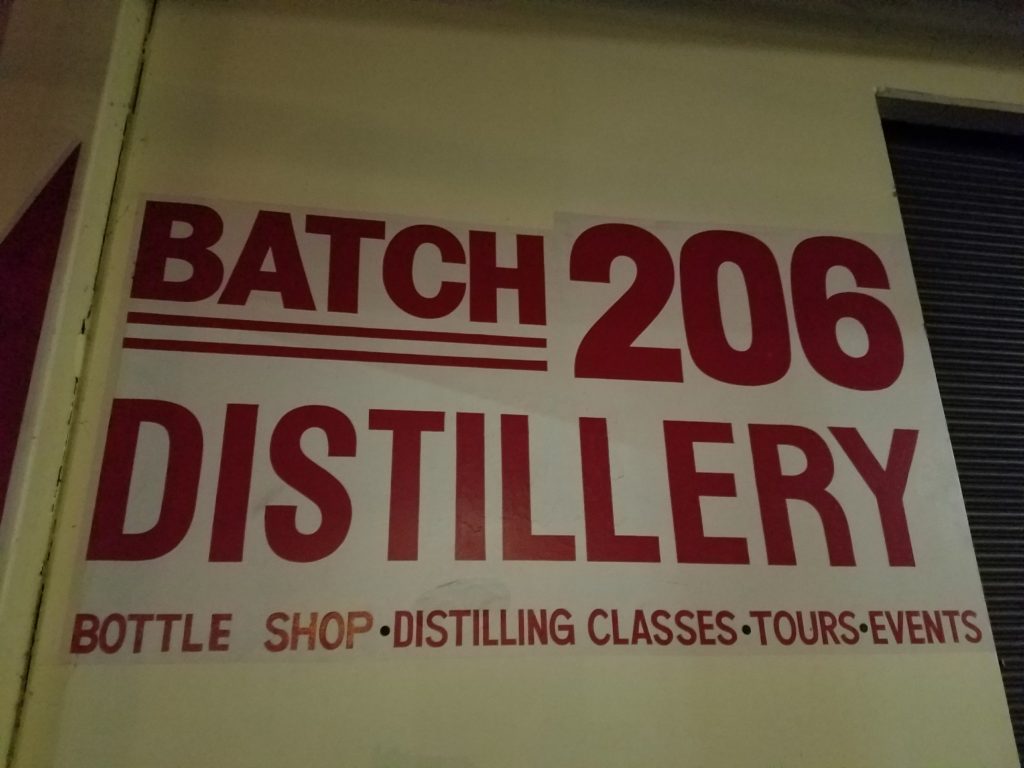 BATCH 206
DISTILLERY
BOTTLE SHOP•DISTILLING CLASSES•TOURS•EVENTS